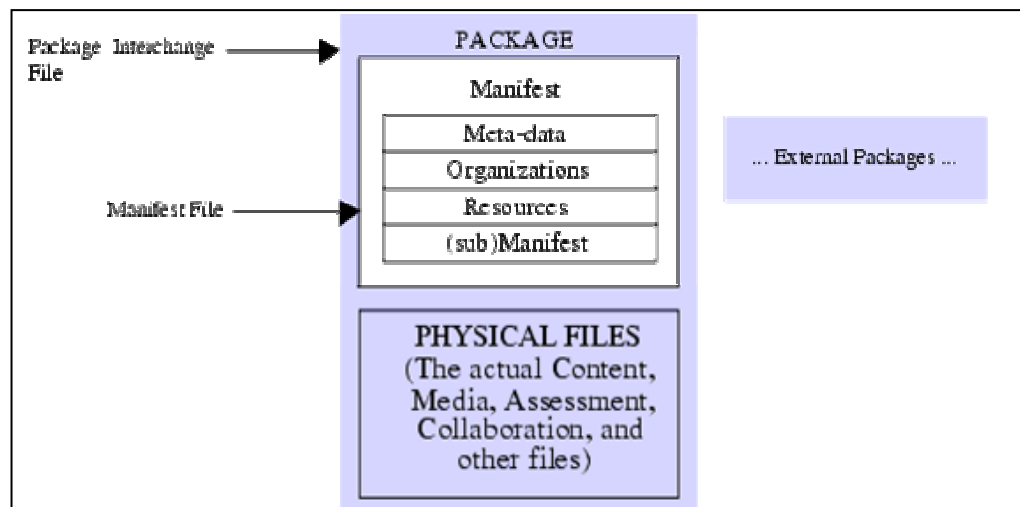 Package Interchange
File
PACKAGE
Manifest
Meta-data
Organizations
Manifest File
Resources
(sub)Manifest
... External Packages ...
PHYSICAL FILES
(The actual Content,
Media, Assessment,
Collaboration, and
other files)